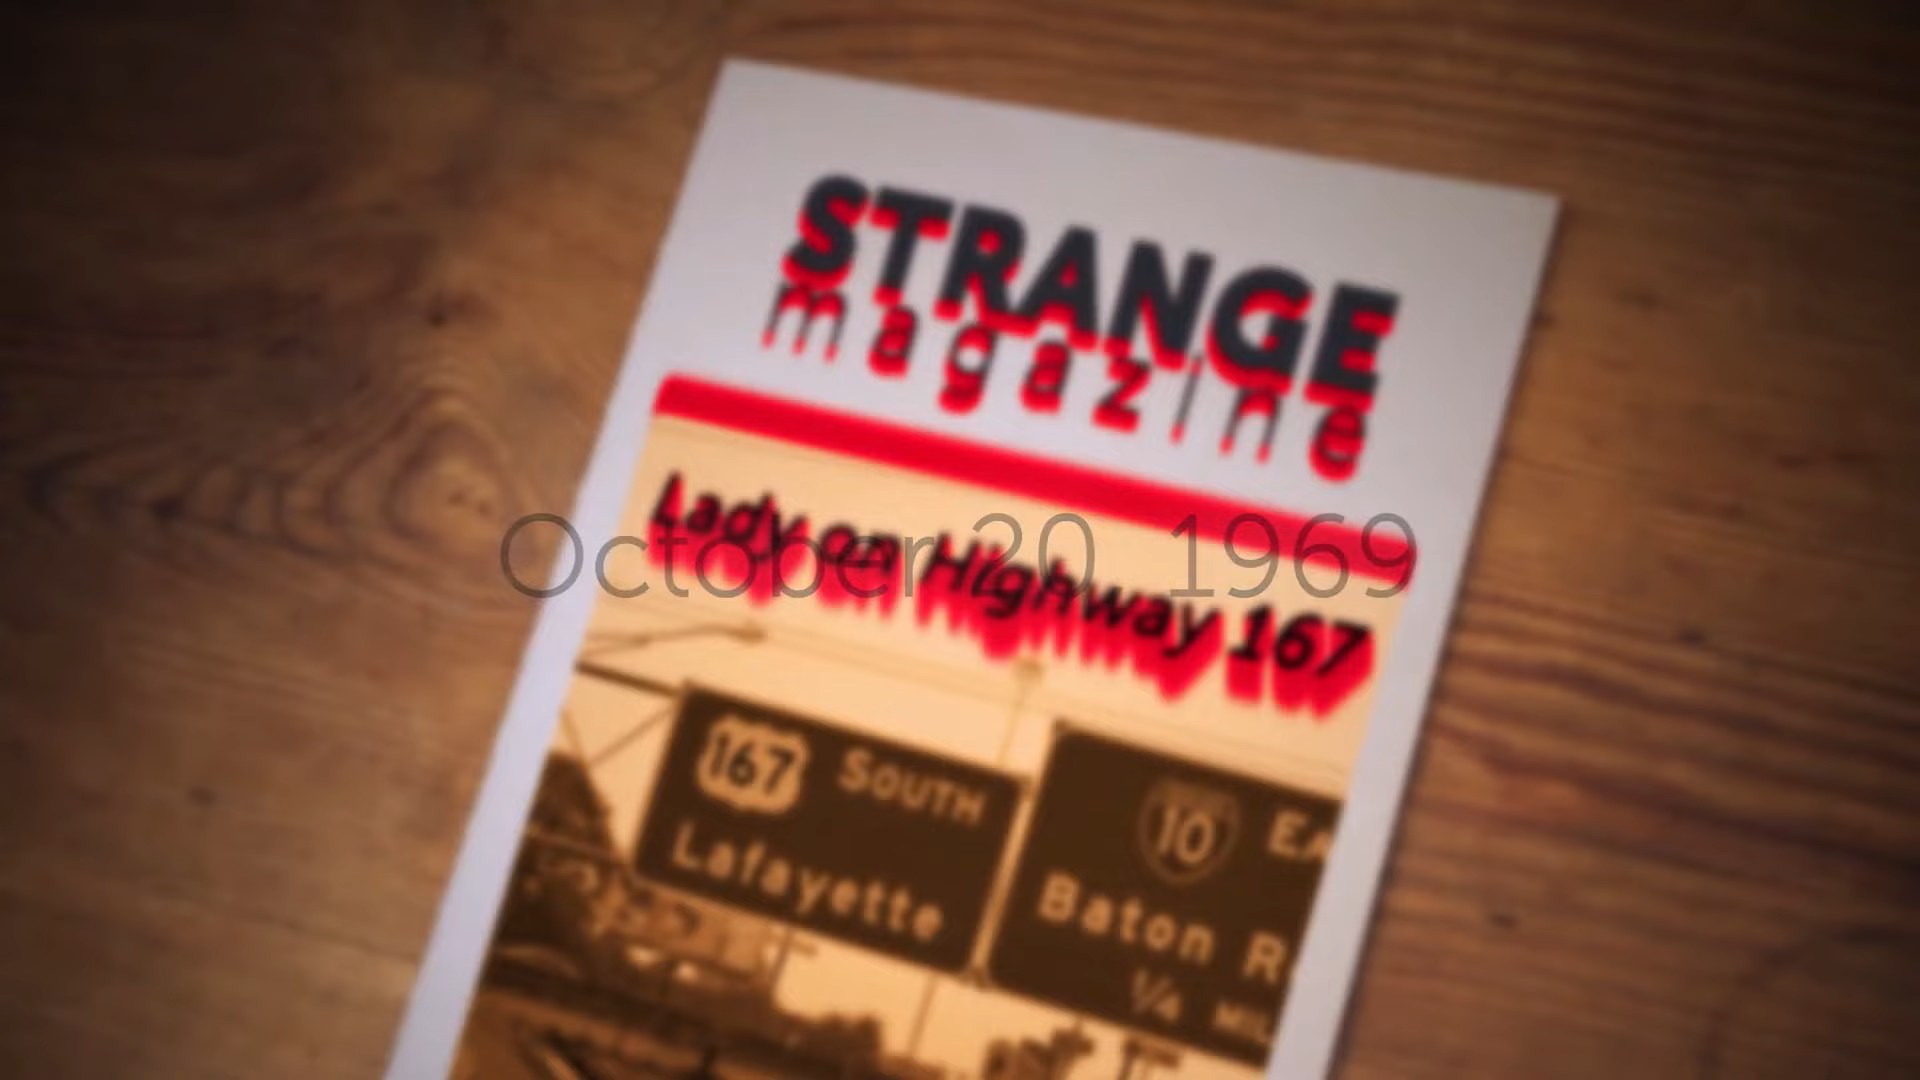 STRANGE
magazine
Lady on Highway 167
October 20, 1969
167 SOUTH
Lafayette
10
Baton
1/4